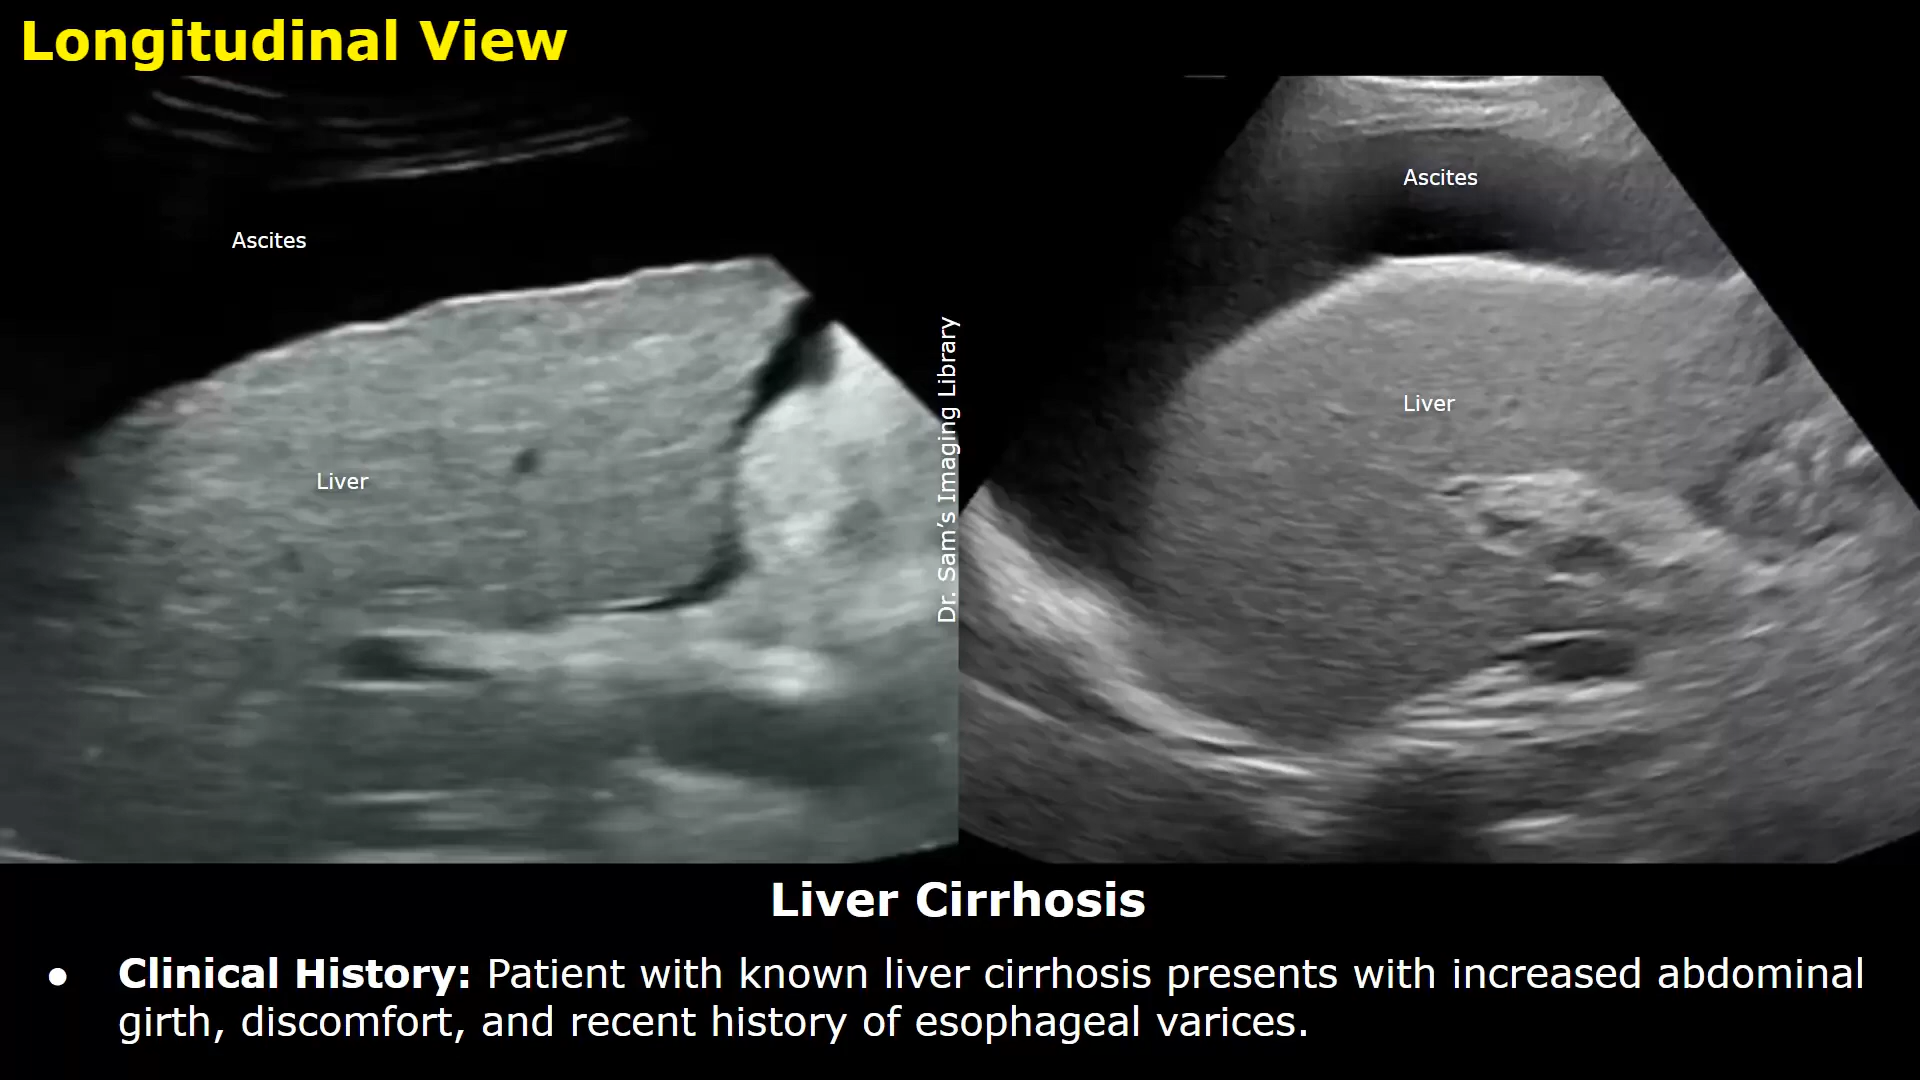 Longitudinal View
Ascites
Liver
Dr. Sam’s Imaging Library
Ascites
Liver
Liver Cirrhosis
● Clinical History: Patient with known liver cirrhosis presents with increased abdominal
girth, discomfort, and recent history of esophageal varices.